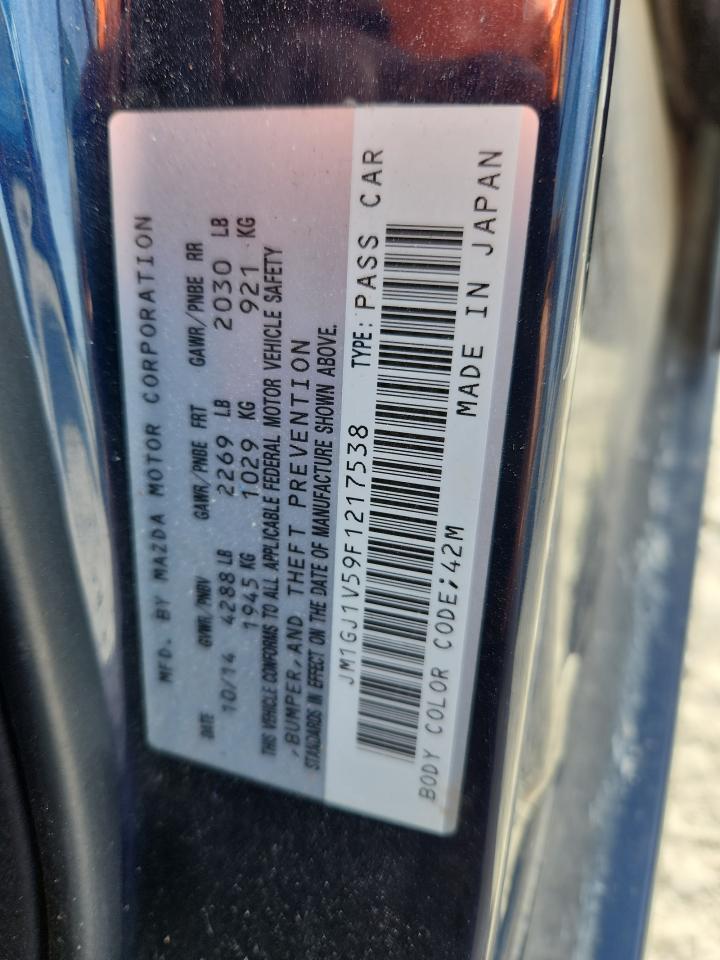 MFD. BY MAZDA MOTOR CORPORATION
DATE GVWR/PNBV GAWR/PNBE FRT GAWR/PNBE RR
10/14 4288 LB 2269 LB 2030 LB
1945 KG 1029 KG 921 KG
THIS VEHICLE CONFORMS TO ALL APPLICABLE FEDERAL MOTOR VEHICLE SAFETY
,BUMPER,AND THEFT PREVENTION
STANDARDS IN EFFECT ON THE DATE OF MANUFACTURE SHOWN ABOVE.
JM1GJ1V59F1217538 TYPE: PASS CAR
BODY COLOR CODE;42M MADE IN JAPAN